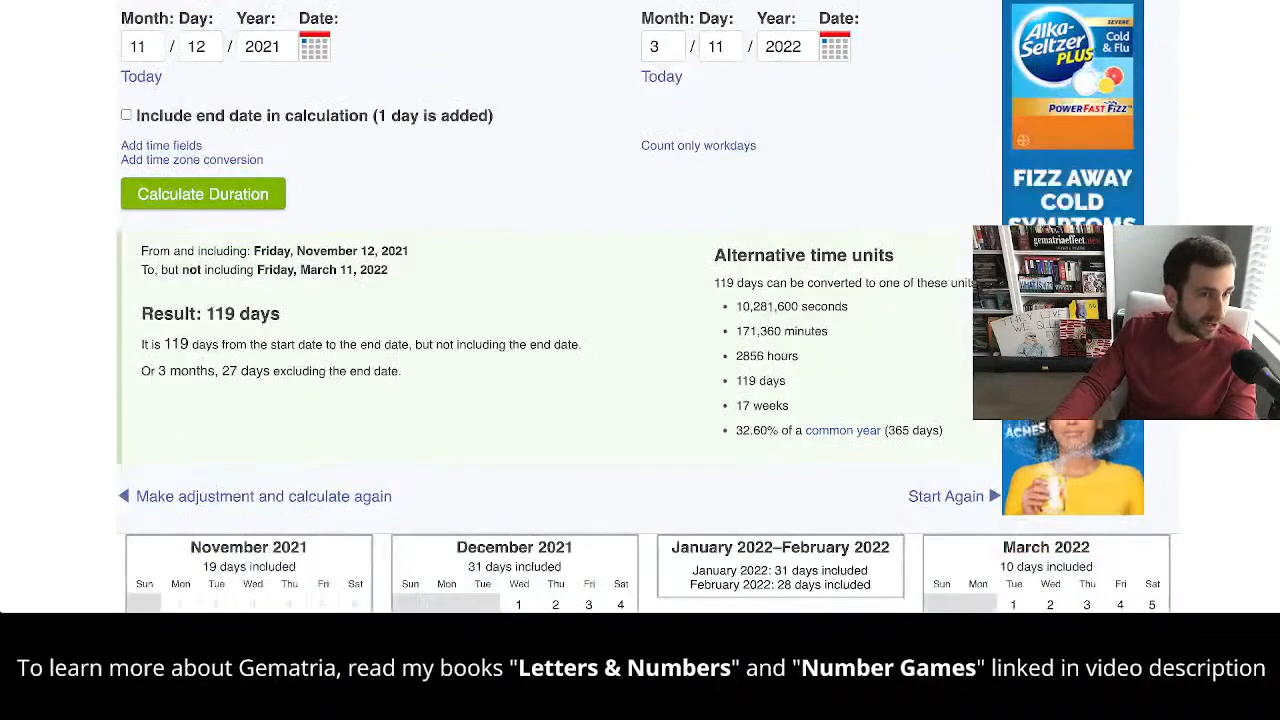 Month: Day: Year: Date:
11 / 12 / 2021
Today
Month: Day: Year: Date:
3 / 11 / 2022
Today
Include end date in calculation (1 day is added)
Add time fields
Add time zone conversion
Count only workdays
Calculate Duration
From and including: Friday, November 12, 2021
To, but not including Friday, March 11, 2022
Result: 119 days
It is 119 days from the start date to the end date, but not including the end date.
Or 3 months, 27 days excluding the end date.
Alternative time units
119 days can be converted to one of these units
10,281,600 seconds
171,360 minutes
2856 hours
119 days
17 weeks
32.60% of a common year (365 days)
Make adjustment and calculate again
Start Again
November 2021
19 days included
Sun Mon Tue Wed Thu Fri Sat
December 2021
31 days included
Sun Mon Tue Wed Thu Fri Sat
1 2 3 4
January 2022–February 2022
January 2022: 31 days included
February 2022: 28 days included
March 2022
10 days included
Sun Mon Tue Wed Thu Fri Sat
1 2 3 4 5
SEVERE
Alka-
Seltzer
PLUS
Cold
& Flu
POWERFAST FIZZ™
FIZZ AWAY
COLD
SYMPTOMS
ACHES
gematriaeffect.news
To learn more about Gematria, read my books "Letters & Numbers" and "Number Games" linked in video description